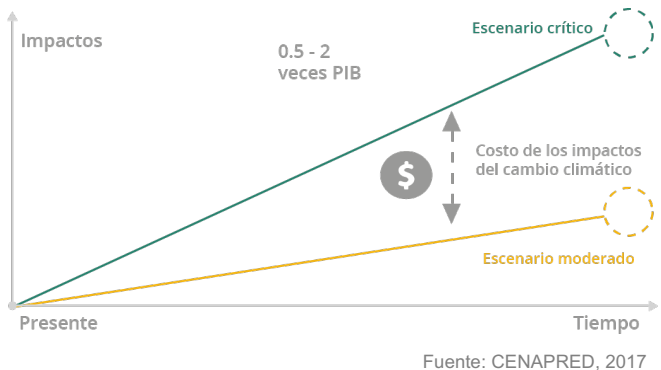 Impactos
Escenario crítico
0.5 - 2
veces PIB
$
Costo de los impactos
del cambio climático
Escenario moderado
Presente
Tiempo
Fuente: CENAPRED, 2017